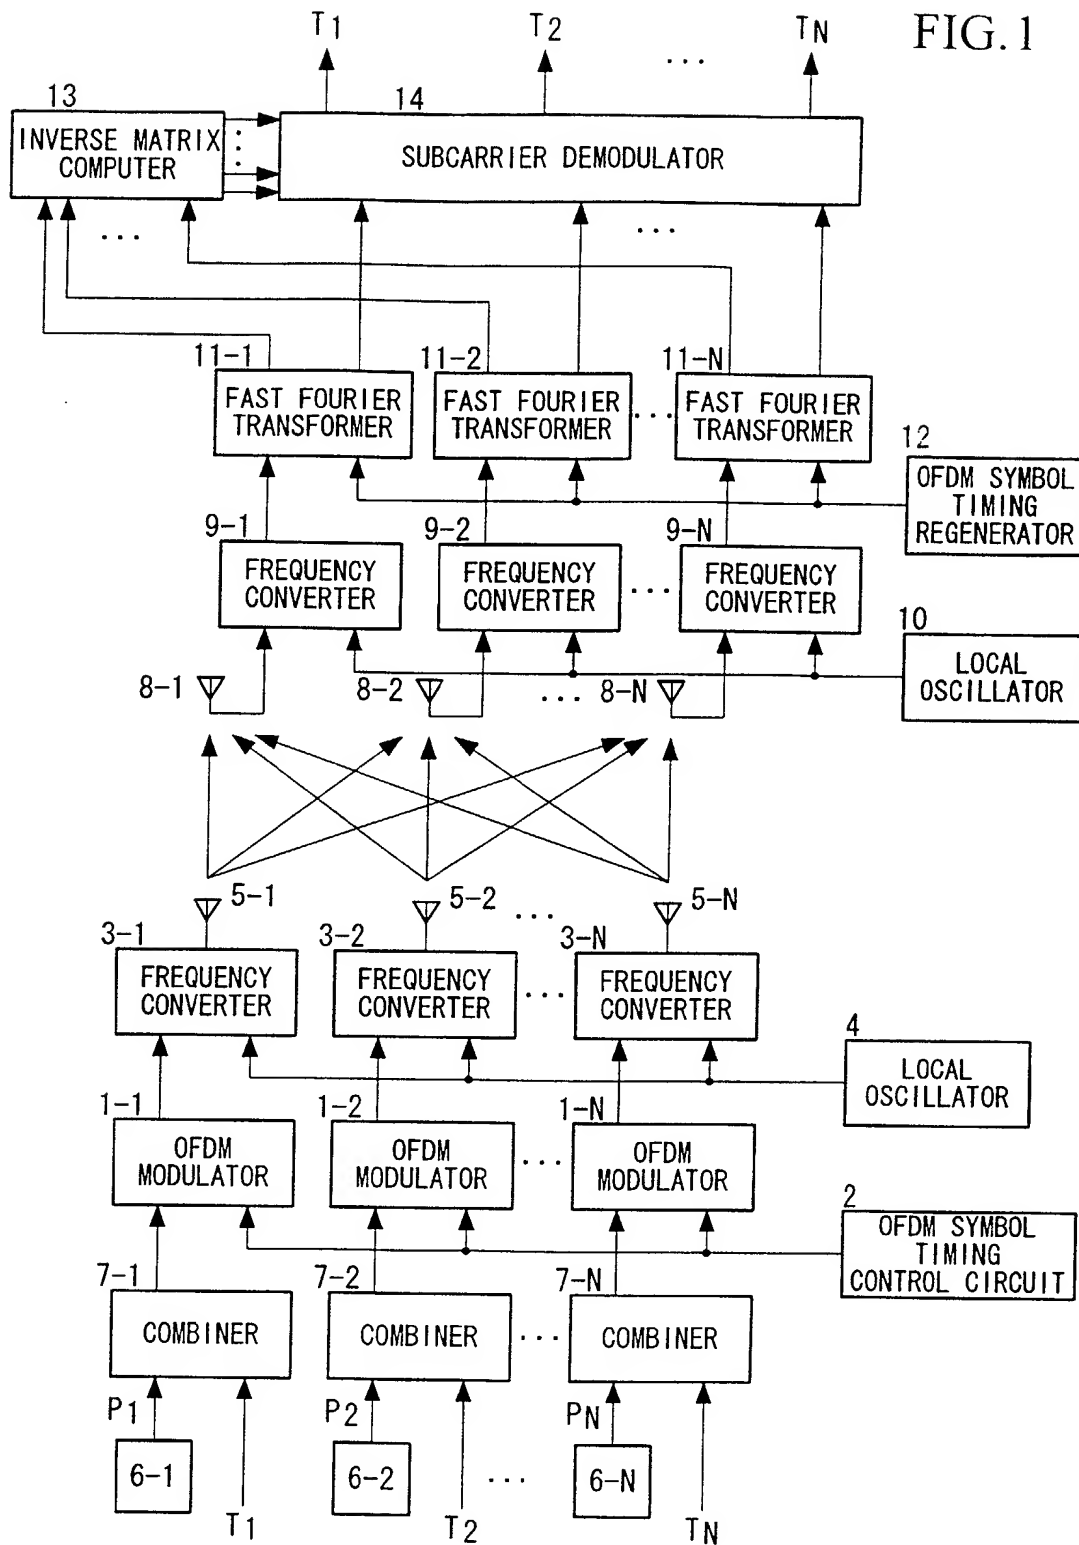 FIG. 1
T1 T2 ... TN
13 14
INVERSE MATRIX
COMPUTER
SUBCARRIER DEMODULATOR
... ...
11-1 11-2 11-N
FAST FOURIER
TRANSFORMER
FAST FOURIER
TRANSFORMER
...
FAST FOURIER
TRANSFORMER
12
OFDM SYMBOL
TIMING
REGENERATOR
9-1 9-2 9-N
FREQUENCY
CONVERTER
FREQUENCY
CONVERTER
...
FREQUENCY
CONVERTER
10
LOCAL
OSCILLATOR
8-1 8-2 ... 8-N
5-1 5-2 ... 5-N
3-1 3-2 3-N
FREQUENCY
CONVERTER
FREQUENCY
CONVERTER
...
FREQUENCY
CONVERTER
4
LOCAL
OSCILLATOR
1-1 1-2 1-N
OFDM
MODULATOR
OFDM
MODULATOR
...
OFDM
MODULATOR
2
OFDM SYMBOL
TIMING
CONTROL CIRCUIT
7-1 7-2 7-N
COMBINER
COMBINER
...
COMBINER
P1 P2 PN
6-1 6-2 ... 6-N
T1 T2 TN